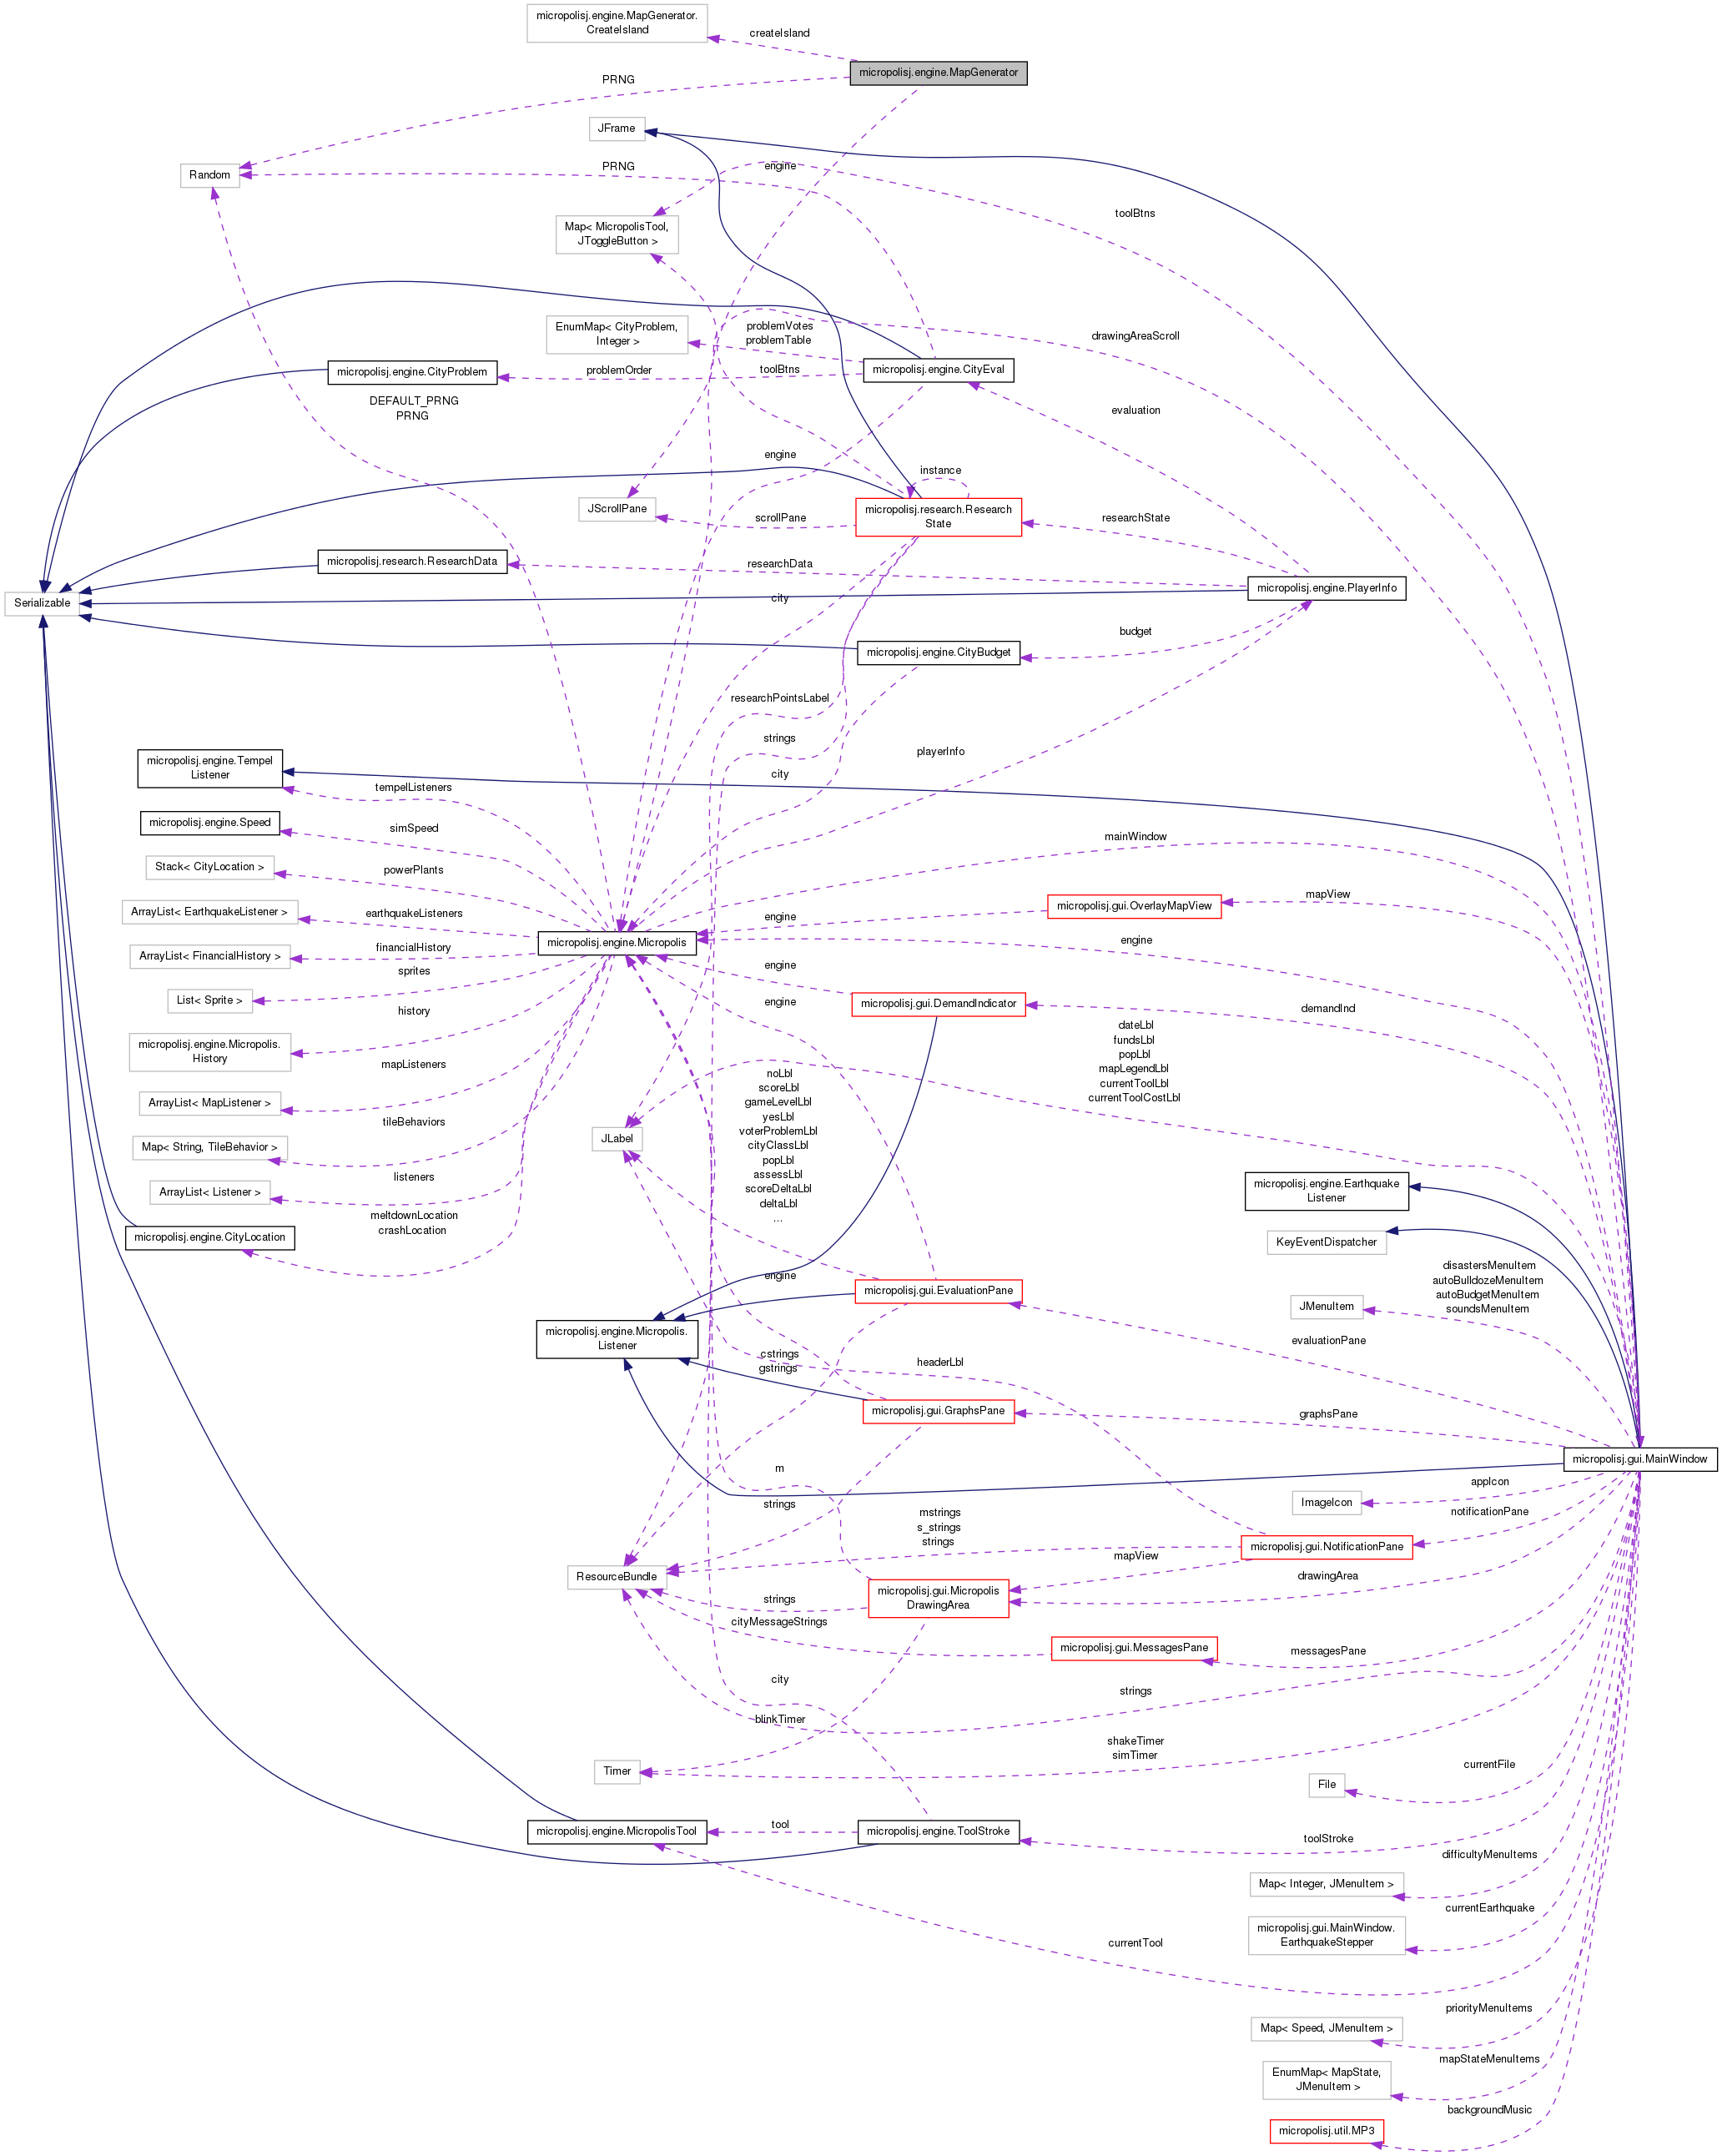 micropolisj.engine.MapGenerator.
CreateIsland
createIsland
micropolisj.engine.MapGenerator
PRNG
JFrame
Random
PRNG
engine
toolBtns
Map< MicropolisTool,
JToggleButton >
EnumMap< CityProblem,
Integer >
problemVotes
problemTable
drawingAreaScroll
micropolisj.engine.CityProblem
problemOrder
toolBtns
micropolisj.engine.CityEval
DEFAULT_PRNG
PRNG
evaluation
engine
instance
JScrollPane
scrollPane
micropolisj.research.Research
State
researchState
micropolisj.research.ResearchData
researchData
micropolisj.engine.PlayerInfo
Serializable
city
budget
micropolisj.engine.CityBudget
researchPointsLabel
strings
city
playerInfo
micropolisj.engine.Tempel
Listener
tempelListeners
micropolisj.engine.Speed
simSpeed
mainWindow
Stack< CityLocation >
powerPlants
micropolisj.gui.OverlayMapView
mapView
ArrayList< EarthquakeListener >
earthquakeListeners
engine
micropolisj.engine.Micropolis
engine
ArrayList< FinancialHistory >
financialHistory
engine
sprites
List< Sprite >
engine
micropolisj.gui.DemandIndicator
demandInd
history
micropolisj.engine.Micropolis.
History
dateLbl
fundsLbl
popLbl
mapLegendLbl
currentToolLbl
currentToolCostLbl
mapListeners
ArrayList< MapListener >
noLbl
scoreLbl
gameLevelLbl
yesLbl
voterProblemLbl
cityClassLbl
popLbl
assessLbl
scoreDeltaLbl
deltaLbl
...
tileBehaviors
Map< String, TileBehavior >
JLabel
listeners
ArrayList< Listener >
micropolisj.engine.Earthquake
Listener
meltdownLocation
crashLocation
micropolisj.engine.CityLocation
KeyEventDispatcher
disastersMenuItem
autoBulldozeMenuItem
autoBudgetMenuItem
soundsMenuItem
engine
micropolisj.gui.EvaluationPane
JMenuItem
micropolisj.engine.Micropolis.
Listener
evaluationPane
cstrings
gstrings
headerLbl
micropolisj.gui.GraphsPane
graphsPane
micropolisj.gui.MainWindow
m
appIcon
ImageIcon
strings
mstrings
s_strings
strings
notificationPane
micropolisj.gui.NotificationPane
mapView
ResourceBundle
drawingArea
strings
micropolisj.gui.Micropolis
DrawingArea
cityMessageStrings
micropolisj.gui.MessagesPane
messagesPane
city
strings
blinkTimer
shakeTimer
simTimer
Timer
currentFile
File
micropolisj.engine.MicropolisTool
tool
micropolisj.engine.ToolStroke
toolStroke
difficultyMenuItems
Map< Integer, JMenuItem >
currentEarthquake
micropolisj.gui.MainWindow.
EarthquakeStepper
currentTool
priorityMenuItems
Map< Speed, JMenuItem >
mapStateMenuItems
EnumMap< MapState,
JMenuItem >
backgroundMusic
micropolisj.util.MP3